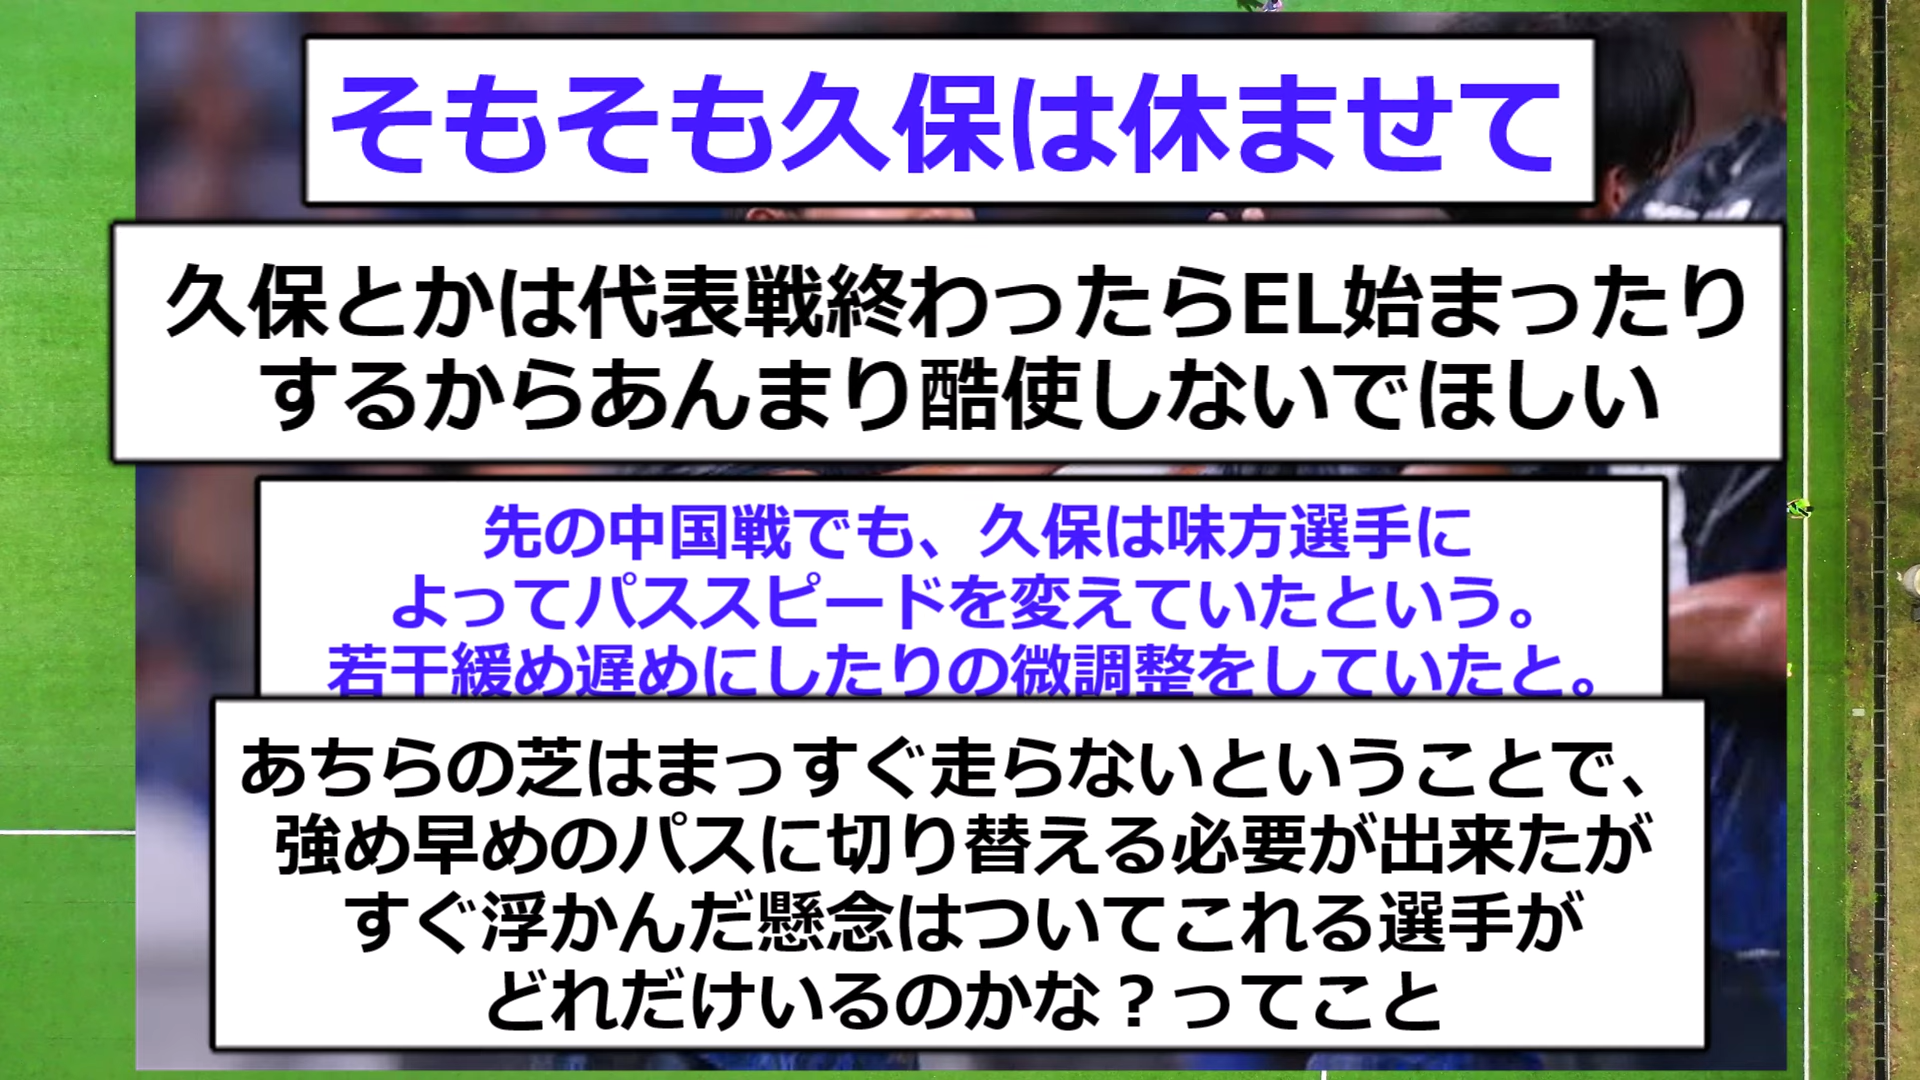 そもそも久保は休ませて
久保とかは代表戦終わったらEL始まったり
するからあんまり酷使しないでほしい
先の中国戦でも、久保は味方選手に
よってパススピードを変えていたという。
若干緩め遅めにしたりの微調整をしていたと。
あちらの芝はまっすぐ走らないということで、
強め早めのパスに切り替える必要が出来たが
すぐ浮かんだ懸念はついてこれる選手が
どれだけいるのかな？ってこと